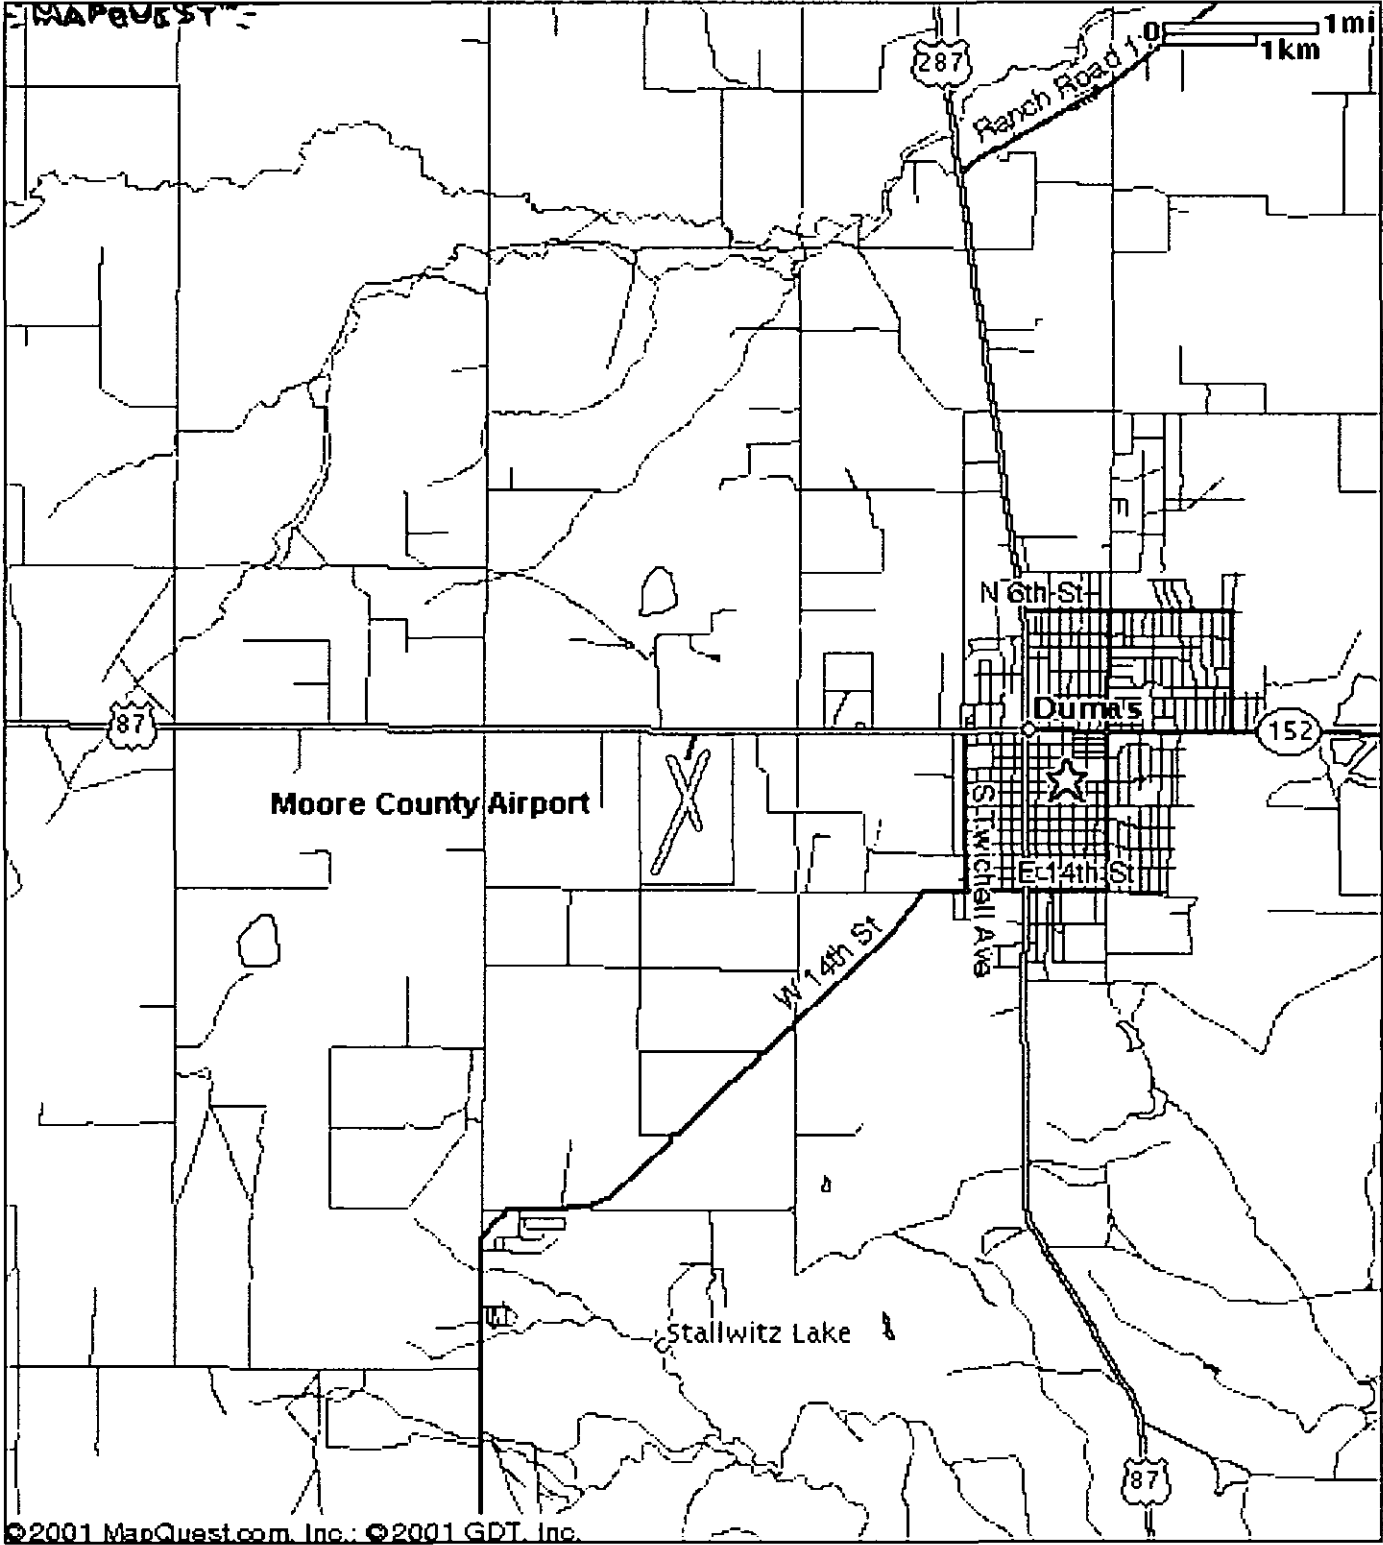 MAPQUEST™
0 1mi
1km
287
Ranch Road 1
N 6th St
Dumas
87
152
Moore County Airport
S Twichell Ave
E 14th St
W 14th St
Stallwitz Lake
87
©2001 MapQuest.com, Inc.; ©2001 GDT, Inc.